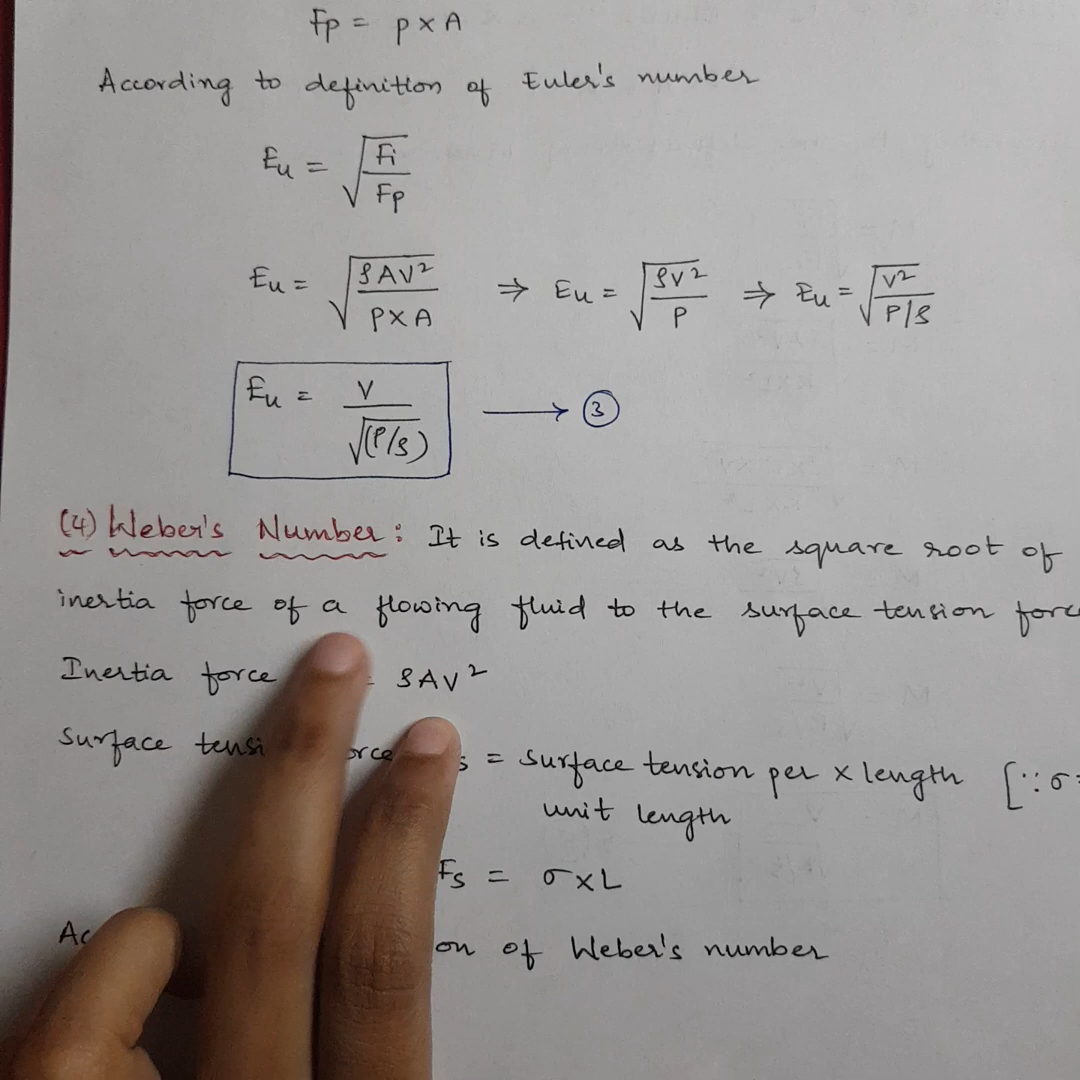 Fp = p x A
According to definition of Euler's number
Eu = √(Fi / Fp)
Eu = √(ρAV² / p x A) ⇒ Eu = √(ρV² / p) ⇒ Eu = √(V² / P/ρ)
Eu = V / √(P/ρ) ⟶ ③
(4) Weber's Number: It is defined as the square root of
inertia force of a flowing fluid to the surface tension
Inertia force = ρAV²
Surface = surface tension per x length [∵ σ =
unit length
Fs = σ x L
of Weber's number